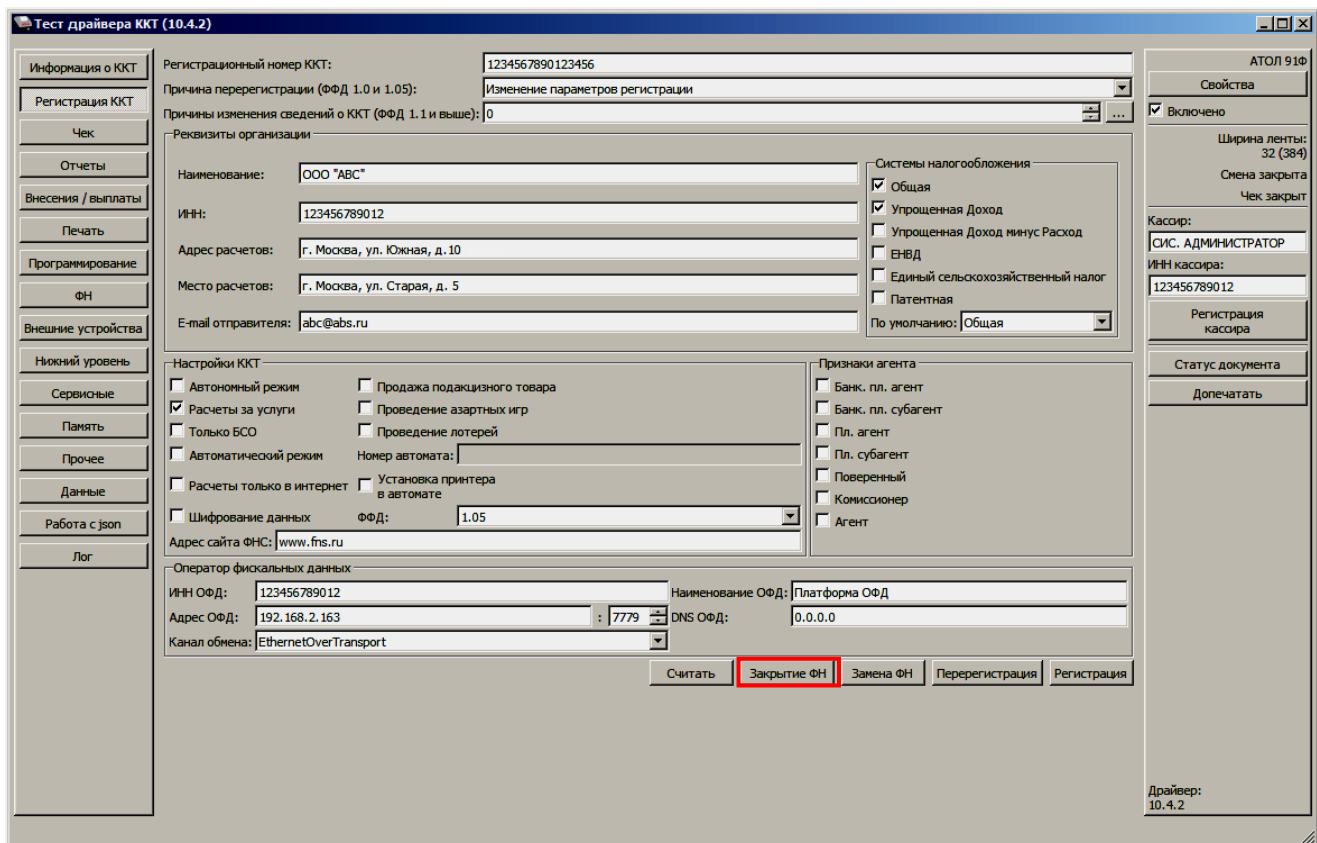 Тест драйвера ККТ (10.4.2)
Информация о ККТ
Регистрация ККТ
Чек
Отчеты
Внесения / выплаты
Печать
Программирование
ФН
Внешние устройства
Нижний уровень
Сервисные
Память
Прочее
Данные
Работа с json
Лог
Регистрационный номер ККТ: 1234567890123456
Причина перерегистрации (ФФД 1.0 и 1.05): Изменение параметров регистрации
Причины изменения сведений о ККТ (ФФД 1.1 и выше): 0 ...
Реквизиты организации
Наименование: ООО "АВС"
ИНН: 123456789012
Адрес расчетов: г. Москва, ул. Южная, д.10
Место расчетов: г. Москва, ул. Старая, д. 5
E-mail отправителя: abc@abs.ru
Системы налогообложения
Общая
Упрощенная Доход
Упрощенная Доход минус Расход
ЕНВД
Единый сельскохозяйственный налог
Патентная
По умолчанию: Общая
Настройки ККТ
Автономный режим Продажа подакцизного товара
Расчеты за услуги Проведение азартных игр
Только БСО Проведение лотерей
Автоматический режим Номер автомата:
Расчеты только в интернет Установка принтера
в автомате
Шифрование данных ФФД: 1.05
Адрес сайта ФНС: www.fns.ru
Признаки агента
Банк. пл. агент
Банк. пл. субагент
Пл. агент
Пл. субагент
Поверенный
Комиссионер
Агент
Оператор фискальных данных
ИНН ОФД: 123456789012 Наименование ОФД: Платформа ОФД
Адрес ОФД: 192.168.2.163 : 7779 DNS ОФД: 0.0.0.0
Канал обмена: EthernetOverTransport
Считать Закрытие ФН Замена ФН Перерегистрация Регистрация
АТОЛ 91Ф
Свойства
Включено
Ширина ленты:
32 (384)
Смена закрыта
Чек закрыт
Кассир:
СИС. АДМИНИСТРАТОР
ИНН кассира:
123456789012
Регистрация
кассира
Статус документа
Допечатать
Драйвер:
10.4.2